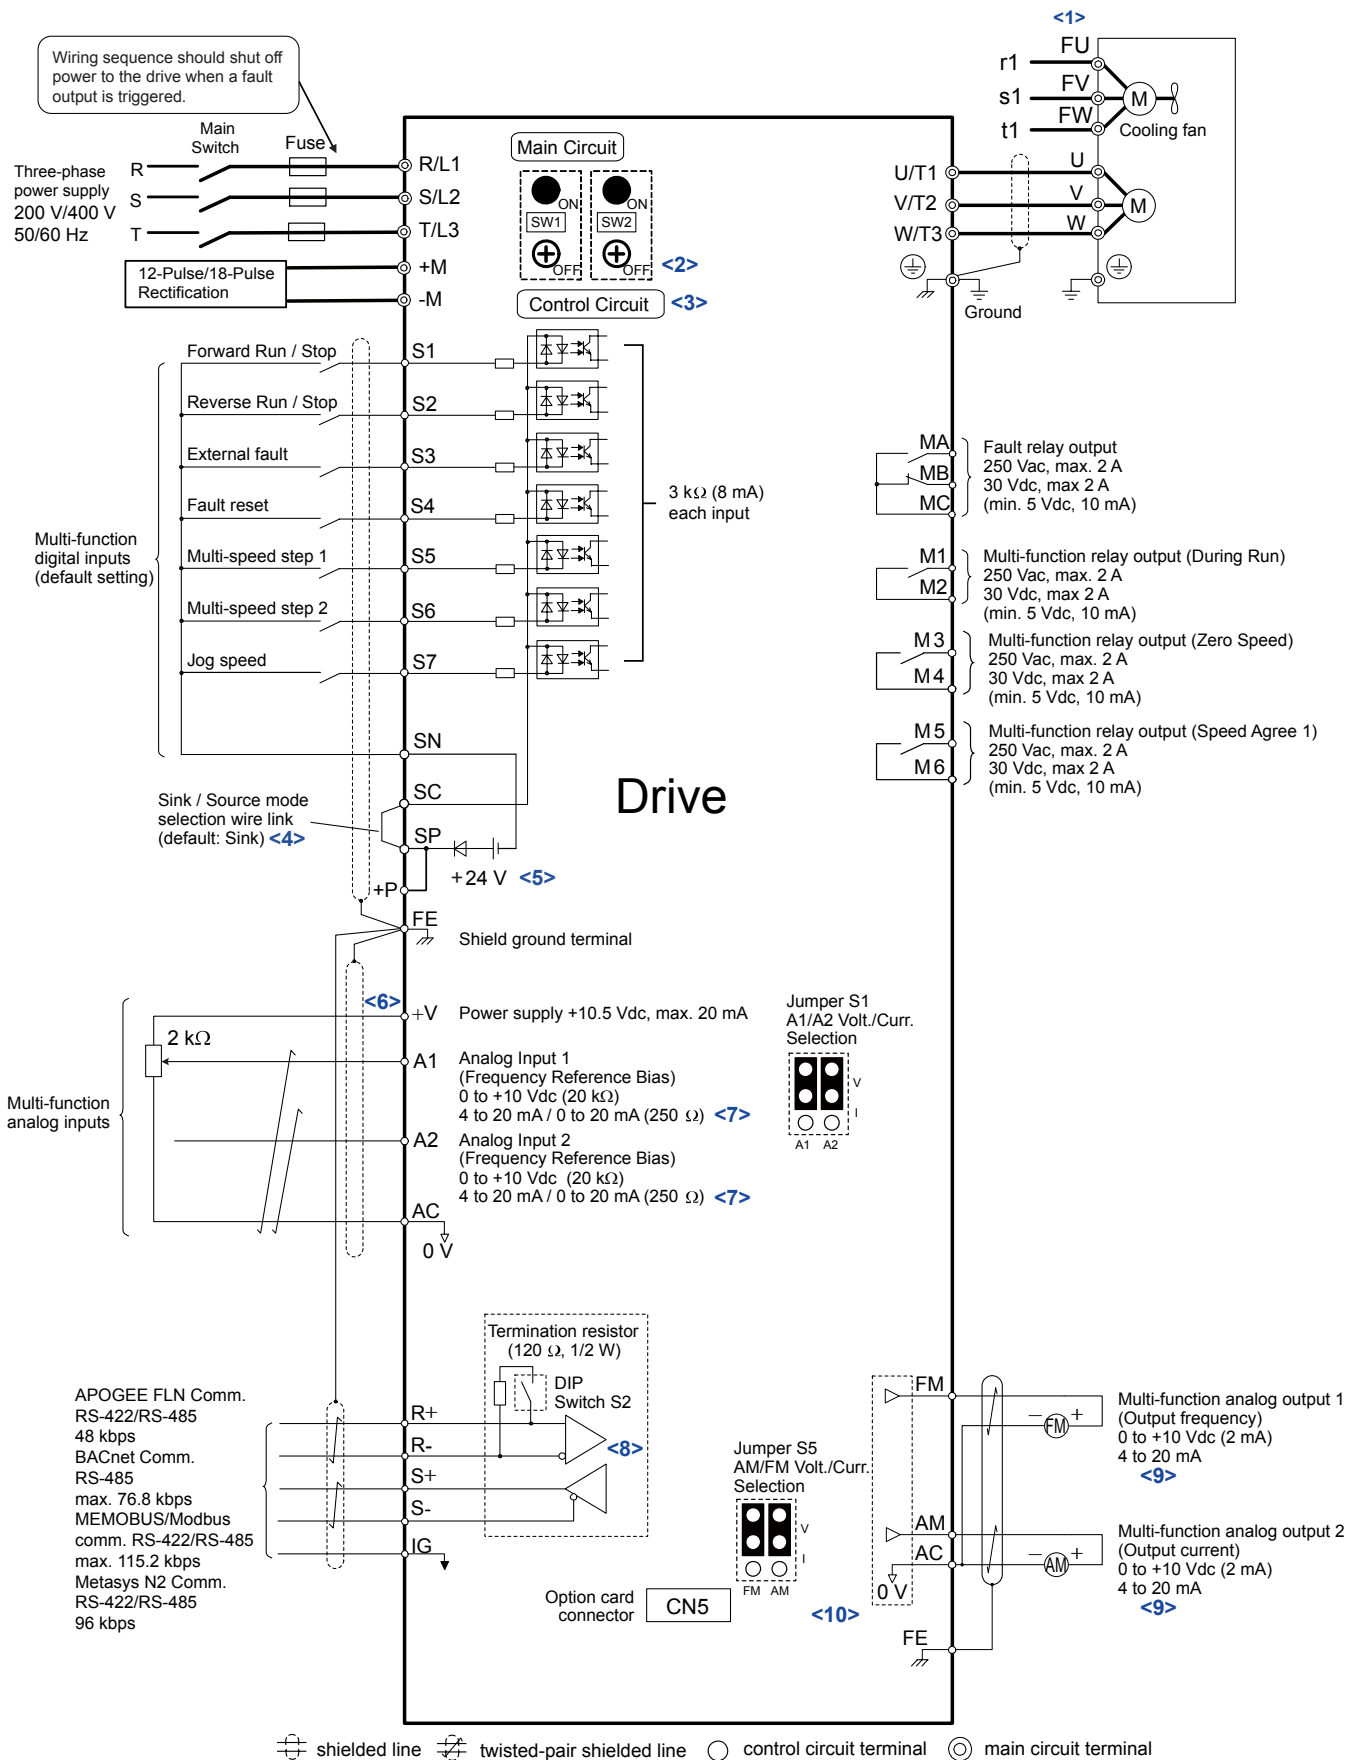 <1>
Wiring sequence should shut off
power to the drive when a fault
output is triggered.
r1
FU
s1
FV
t1
FW
M
Cooling fan
Main
Switch
Fuse
Three-phase
power supply
200 V/400 V
50/60 Hz
R
S
T
R/L1
S/L2
T/L3
12-Pulse/18-Pulse
Rectification
+M
-M
Main Circuit
ON
SW1
OFF
ON
SW2
OFF
<2>
Control Circuit
<3>
U/T1
V/T2
W/T3
U
V
W
M
Ground
Multi-function
digital inputs
(default setting)
Forward Run / Stop
S1
Reverse Run / Stop
S2
External fault
S3
Fault reset
S4
Multi-speed step 1
S5
Multi-speed step 2
S6
Jog speed
S7
3 kΩ (8 mA)
each input
SN
SC
SP
Sink / Source mode
selection wire link
(default: Sink) <4>
+24 V <5>
+P
FE
Shield ground terminal
Drive
MA
MB
MC
Fault relay output
250 Vac, max. 2 A
30 Vdc, max 2 A
(min. 5 Vdc, 10 mA)
M1
M2
Multi-function relay output (During Run)
250 Vac, max. 2 A
30 Vdc, max 2 A
(min. 5 Vdc, 10 mA)
M3
M4
Multi-function relay output (Zero Speed)
250 Vac, max. 2 A
30 Vdc, max 2 A
(min. 5 Vdc, 10 mA)
M5
M6
Multi-function relay output (Speed Agree 1)
250 Vac, max. 2 A
30 Vdc, max 2 A
(min. 5 Vdc, 10 mA)
Multi-function
analog inputs
2 kΩ
<6>
+V
Power supply +10.5 Vdc, max. 20 mA
A1
Analog Input 1
(Frequency Reference Bias)
0 to +10 Vdc (20 kΩ)
4 to 20 mA / 0 to 20 mA (250 Ω) <7>
A2
Analog Input 2
(Frequency Reference Bias)
0 to +10 Vdc (20 kΩ)
4 to 20 mA / 0 to 20 mA (250 Ω) <7>
AC
0 V
Jumper S1
A1/A2 Volt./Curr.
Selection
V
I
A1 A2
Termination resistor
(120 Ω, 1/2 W)
DIP
Switch S2
<8>
APOGEE FLN Comm.
RS-422/RS-485
48 kbps
BACnet Comm.
RS-485
max. 76.8 kbps
MEMOBUS/Modbus
comm. RS-422/RS-485
max. 115.2 kbps
Metasys N2 Comm.
RS-422/RS-485
96 kbps
R+
R-
S+
S-
IG
Option card
connector
CN5
Jumper S5
AM/FM Volt./Curr.
Selection
V
I
FM AM
<10>
FM
AM
AC
0 V
FE
− FM +
− AM +
Multi-function analog output 1
(Output frequency)
0 to +10 Vdc (2 mA)
4 to 20 mA
<9>
Multi-function analog output 2
(Output current)
0 to +10 Vdc (2 mA)
4 to 20 mA
<9>
shielded line
twisted-pair shielded line
control circuit terminal
main circuit terminal